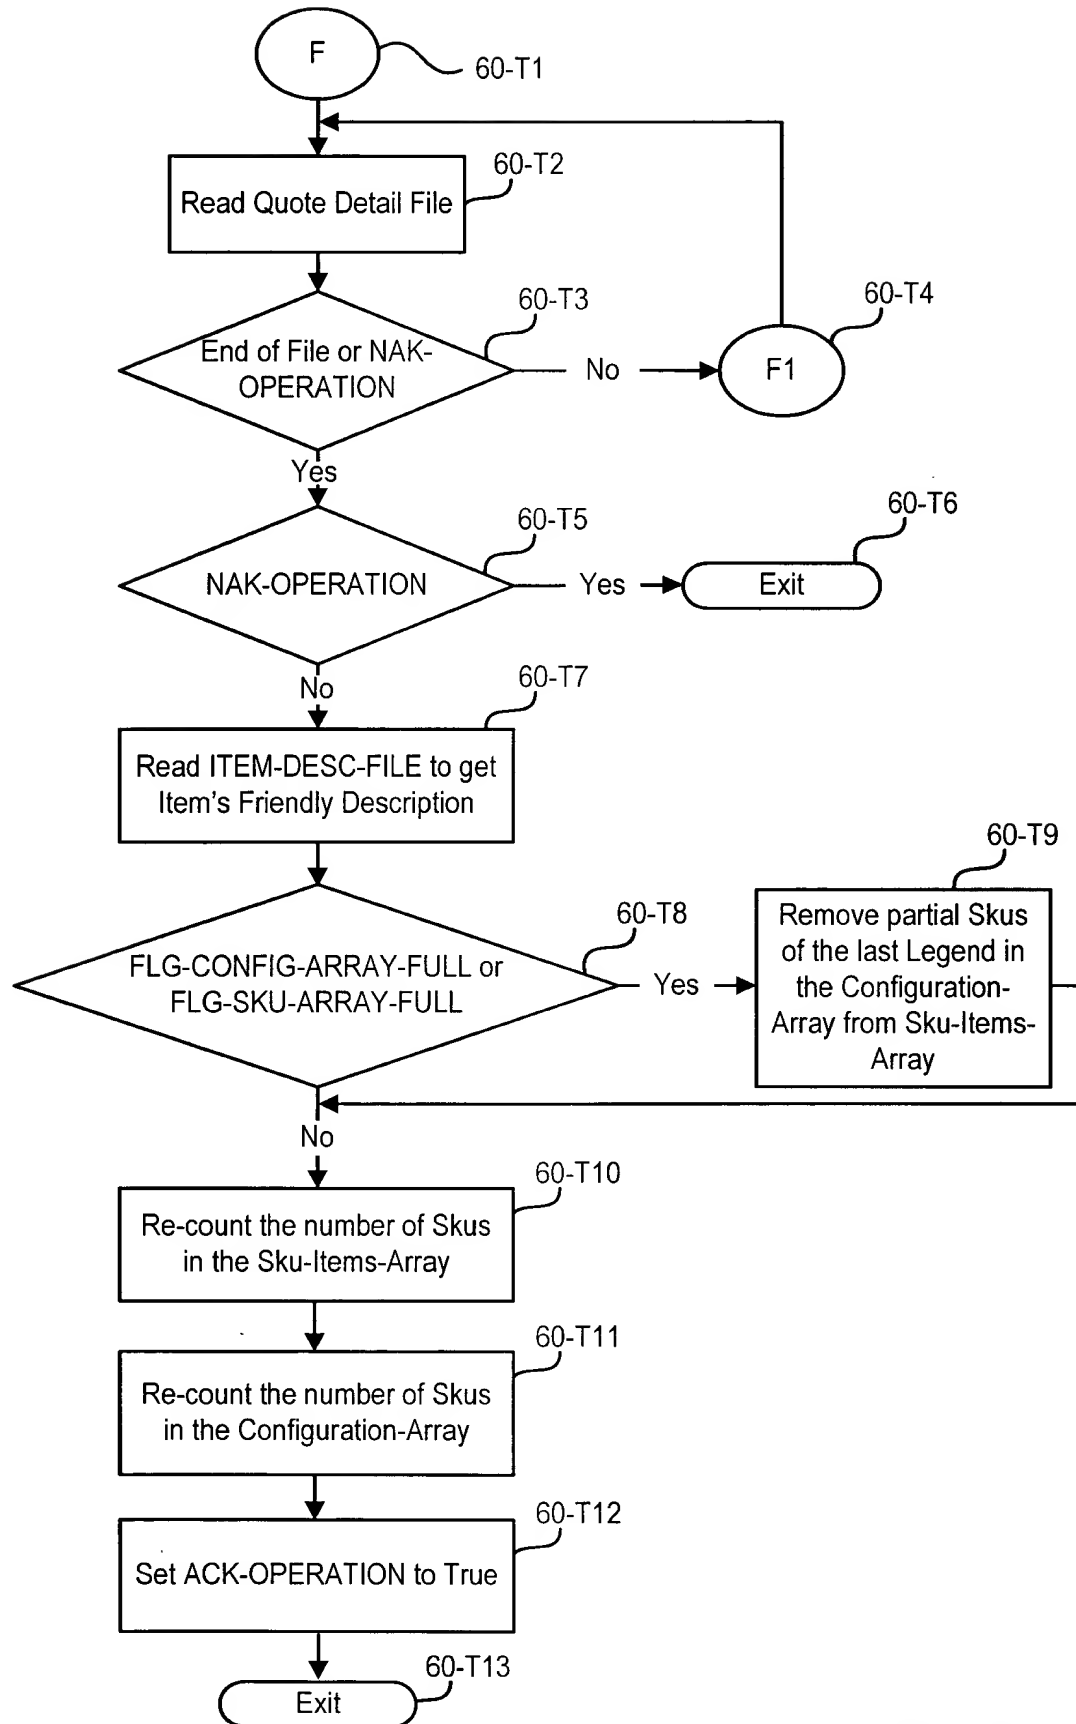 F
60-T1
60-T2
Read Quote Detail File
60-T3
60-T4
End of File or NAK-
OPERATION
No
F1
Yes
60-T5
60-T6
NAK-OPERATION
Yes
Exit
No
60-T7
Read ITEM-DESC-FILE to get
Item's Friendly Description
60-T9
60-T8
FLG-CONFIG-ARRAY-FULL or
FLG-SKU-ARRAY-FULL
Yes
Remove partial Skus
of the last Legend in
the Configuration-
Array from Sku-Items-
Array
No
60-T10
Re-count the number of Skus
in the Sku-Items-Array
60-T11
Re-count the number of Skus
in the Configuration-Array
60-T12
Set ACK-OPERATION to True
60-T13
Exit